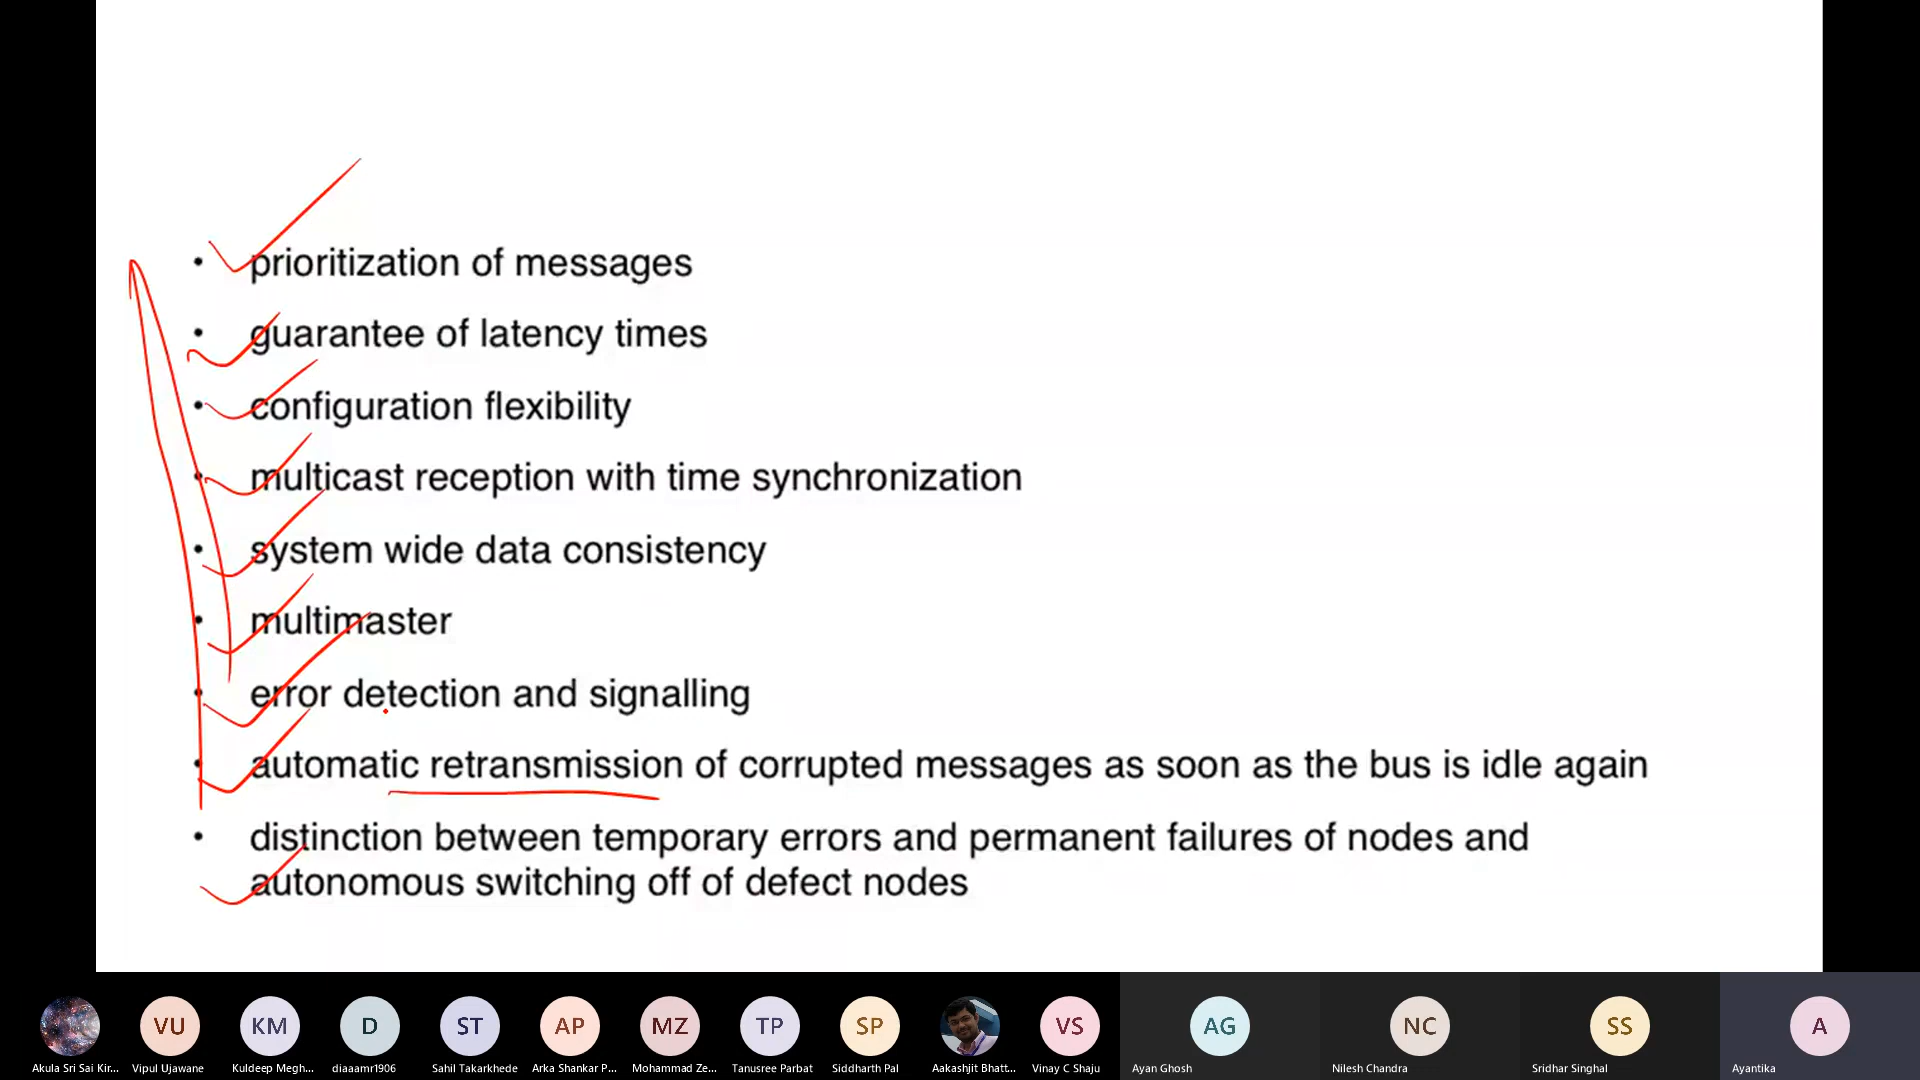 • prioritization of messages
• guarantee of latency times
• configuration flexibility
• multicast reception with time synchronization
• system wide data consistency
• multimaster
• error detection and signalling
• automatic retransmission of corrupted messages as soon as the bus is idle again
• distinction between temporary errors and permanent failures of nodes and
autonomous switching off of defect nodes
VU KM D ST AP MZ TP SP VS AG NC SS A
Akula Sri Sai Kir... Vipul Ujawane Kuldeep Megh... diaaamr1906 Sahil Takarkhede Arka Shankar P... Mohammad Ze... Tanusree Parbat Siddharth Pal Aakashjit Bhatt... Vinay C Shaju Ayan Ghosh Nilesh Chandra Sridhar Singhal Ayantika